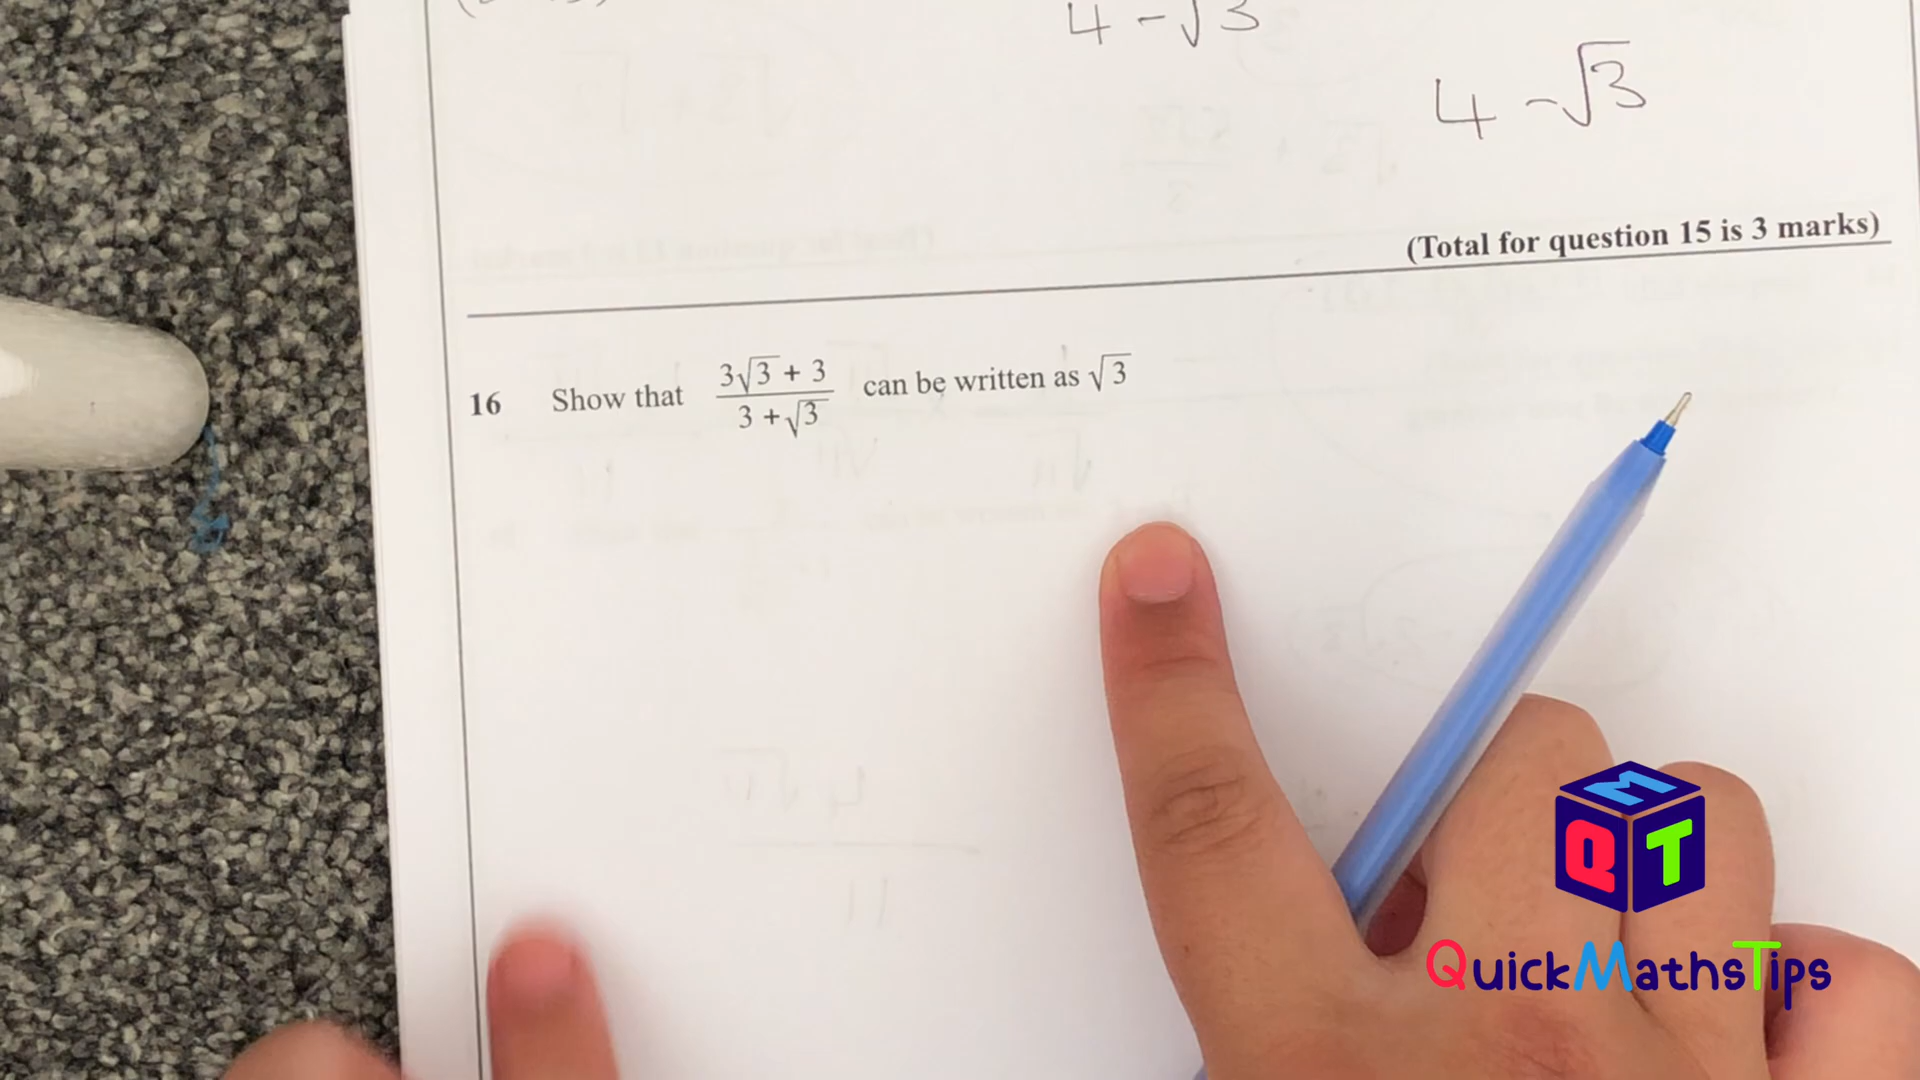 4 - √3
4 - √3
(Total for question 15 is 3 marks)
16 Show that (3√3 + 3)/(3 + √3) can be written as √3
M
Q T
QuickMathsTips